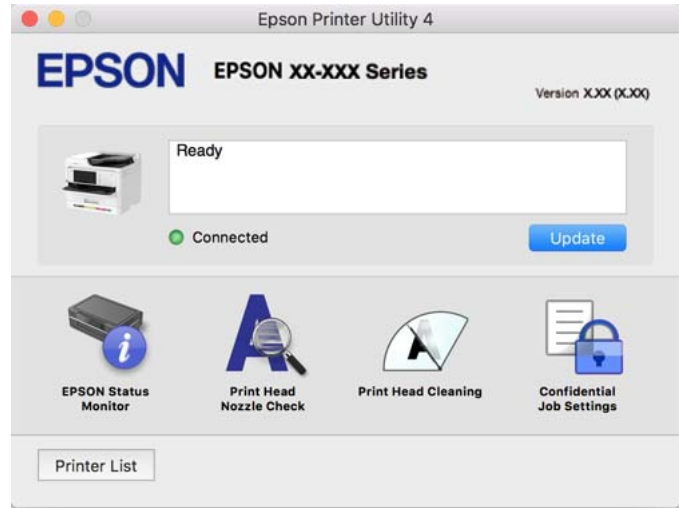 Epson Printer Utility 4
EPSON EPSON XX-XXX Series
Version X.XX (X.XX)
Ready
Connected
Update
EPSON Status
Monitor
Print Head
Nozzle Check
Print Head Cleaning
Confidential
Job Settings
Printer List